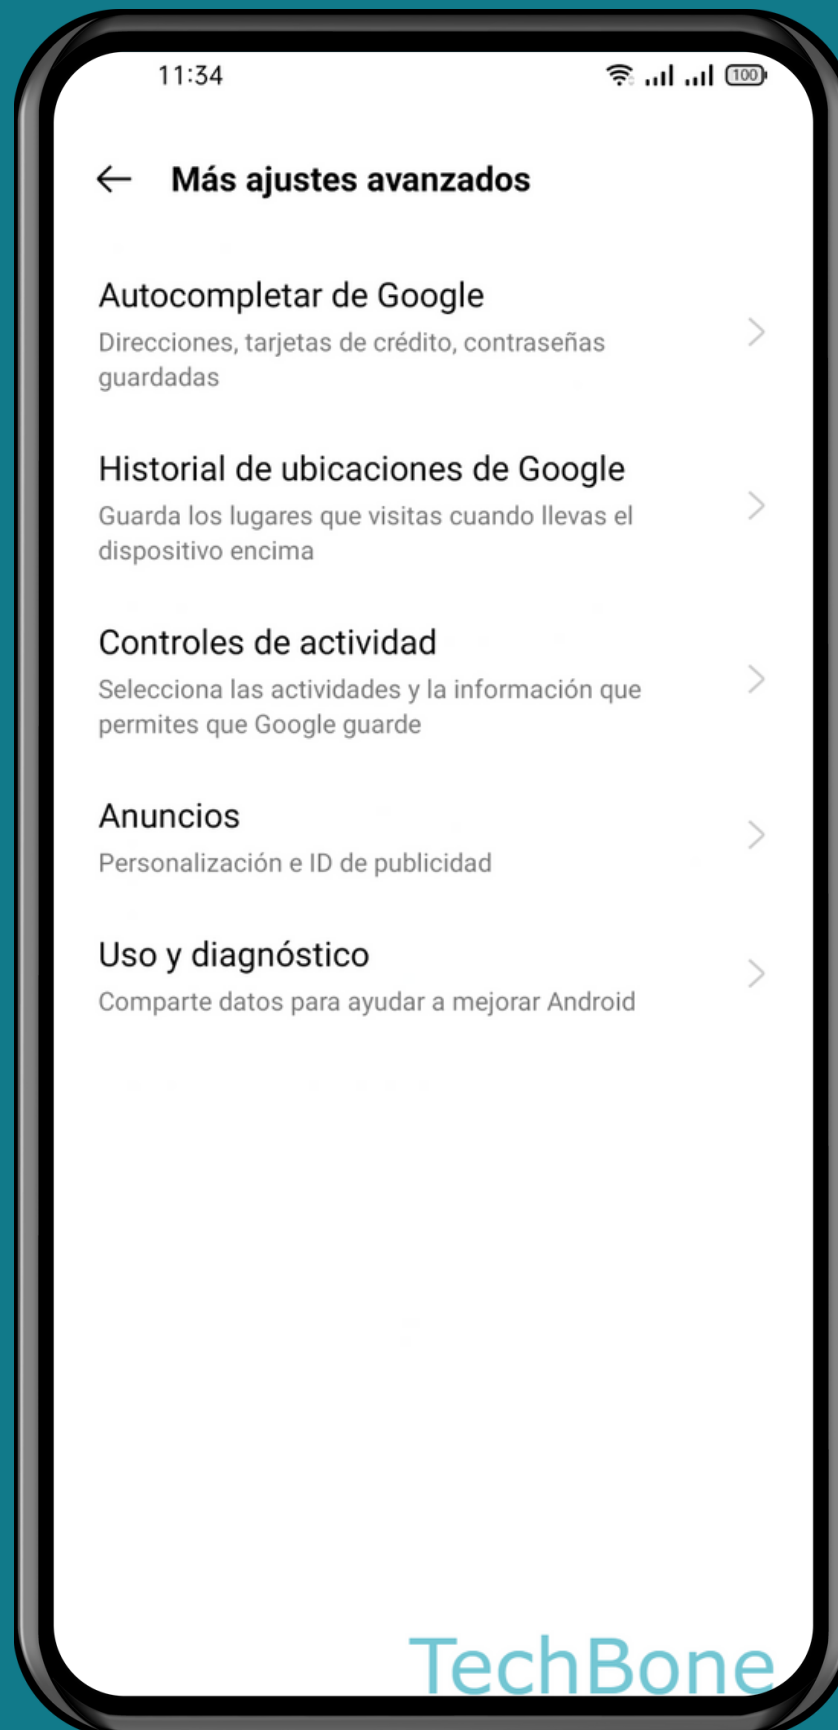 11:34
100
Más ajustes avanzados
Autocompletar de Google
Direcciones, tarjetas de crédito, contraseñas
guardadas
Historial de ubicaciones de Google
Guarda los lugares que visitas cuando llevas el
dispositivo encima
Controles de actividad
Selecciona las actividades y la información que
permites que Google guarde
Anuncios
Personalización e ID de publicidad
Uso y diagnóstico
Comparte datos para ayudar a mejorar Android
TechBone